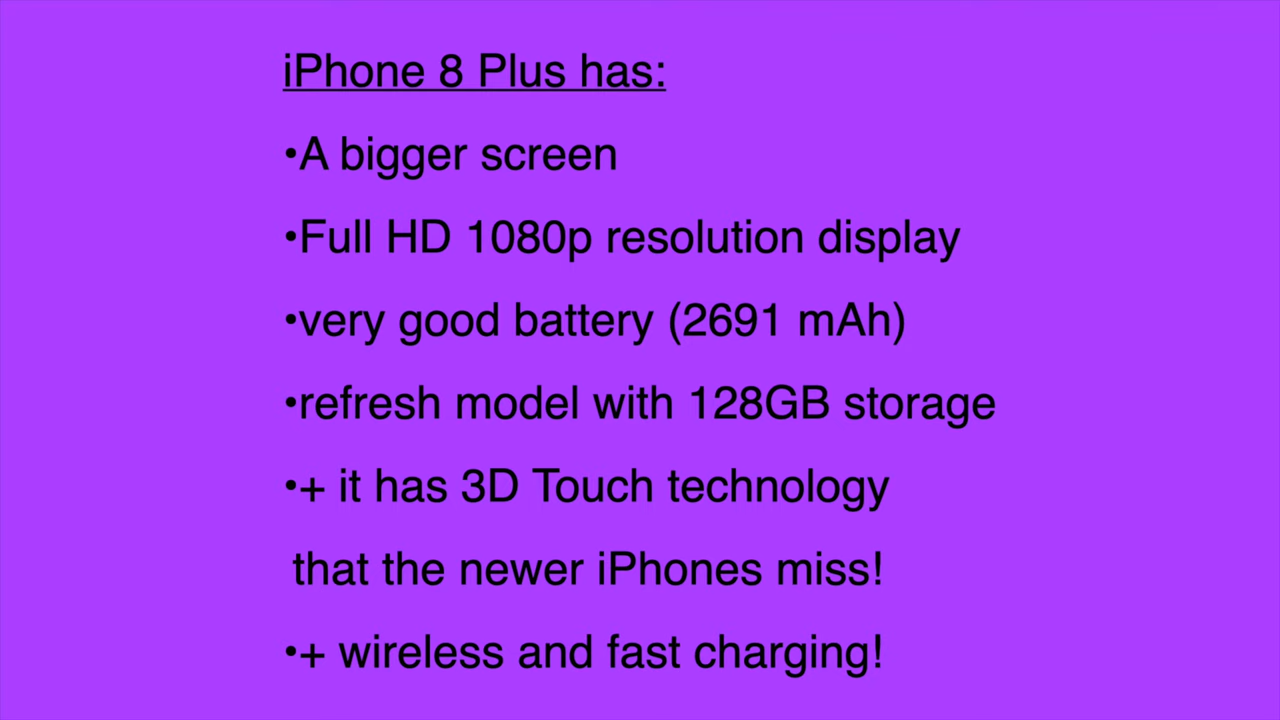 iPhone 8 Plus has:
•A bigger screen
•Full HD 1080p resolution display
•very good battery (2691 mAh)
•refresh model with 128GB storage
•+ it has 3D Touch technology
that the newer iPhones miss!
•+ wireless and fast charging!